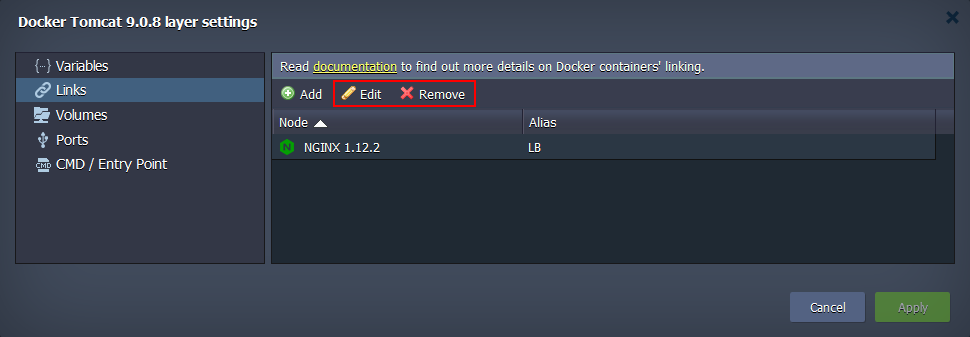 Docker Tomcat 9.0.8 layer settings
Variables
Links
Volumes
Ports
CMD CMD / Entry Point
Read documentation to find out more details on Docker containers' linking.
Add Edit Remove
Node Alias
N NGINX 1.12.2 LB
Cancel Apply